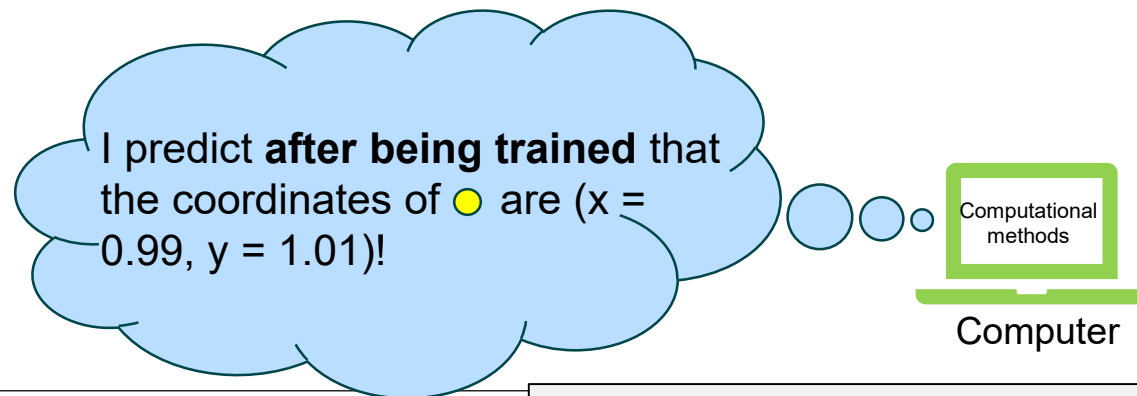 I predict after being trained that
the coordinates of are (x =
0.99, y = 1.01)!
Computational
methods
Computer